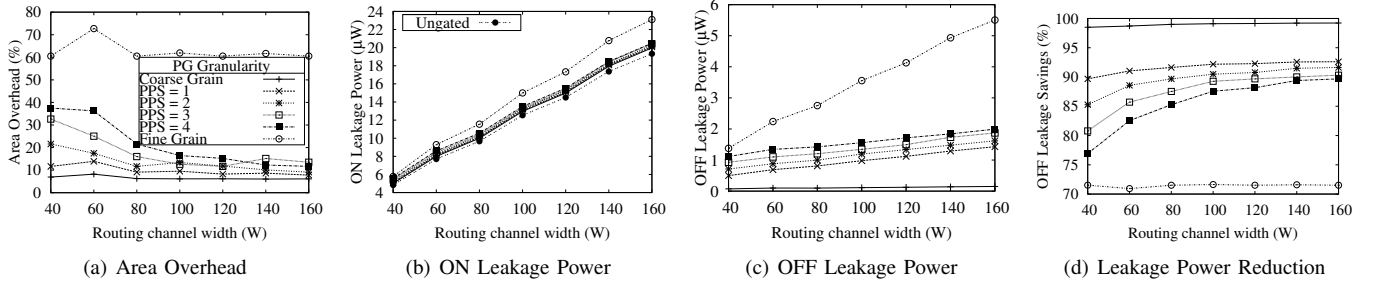 Area Overhead (%)
80
70
60
50
40
30
20
10
0
40 60 80 100 120 140 160
Routing channel width (W)
PG Granularity
Coarse Grain
PPS = 1
PPS = 2
PPS = 3
PPS = 4
Fine Grain
(a) Area Overhead
ON Leakage Power (μW)
24
22
20
18
16
14
12
10
8
6
4
40 60 80 100 120 140 160
Routing channel width (W)
Ungated
(b) ON Leakage Power
OFF Leakage Power (μW)
6
5
4
3
2
1
0
40 60 80 100 120 140 160
Routing channel width (W)
(c) OFF Leakage Power
OFF Leakage Savings (%)
100
95
90
85
80
75
70
40 60 80 100 120 140 160
Routing channel width (W)
(d) Leakage Power Reduction